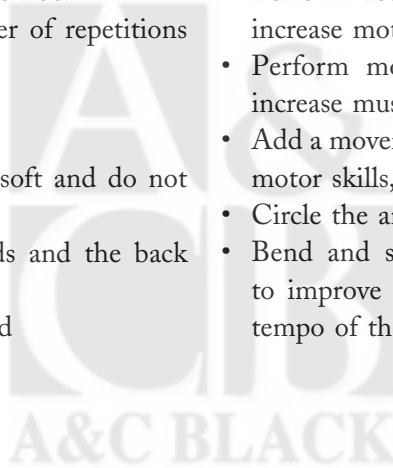 er of repetitions
soft and do not
ds and the back
d
increase mot
• Perform mo
increase mus
• Add a mover
motor skills,
• Circle the a
• Bend and s
to improve
tempo of th
A&
CB
A&C BLACK